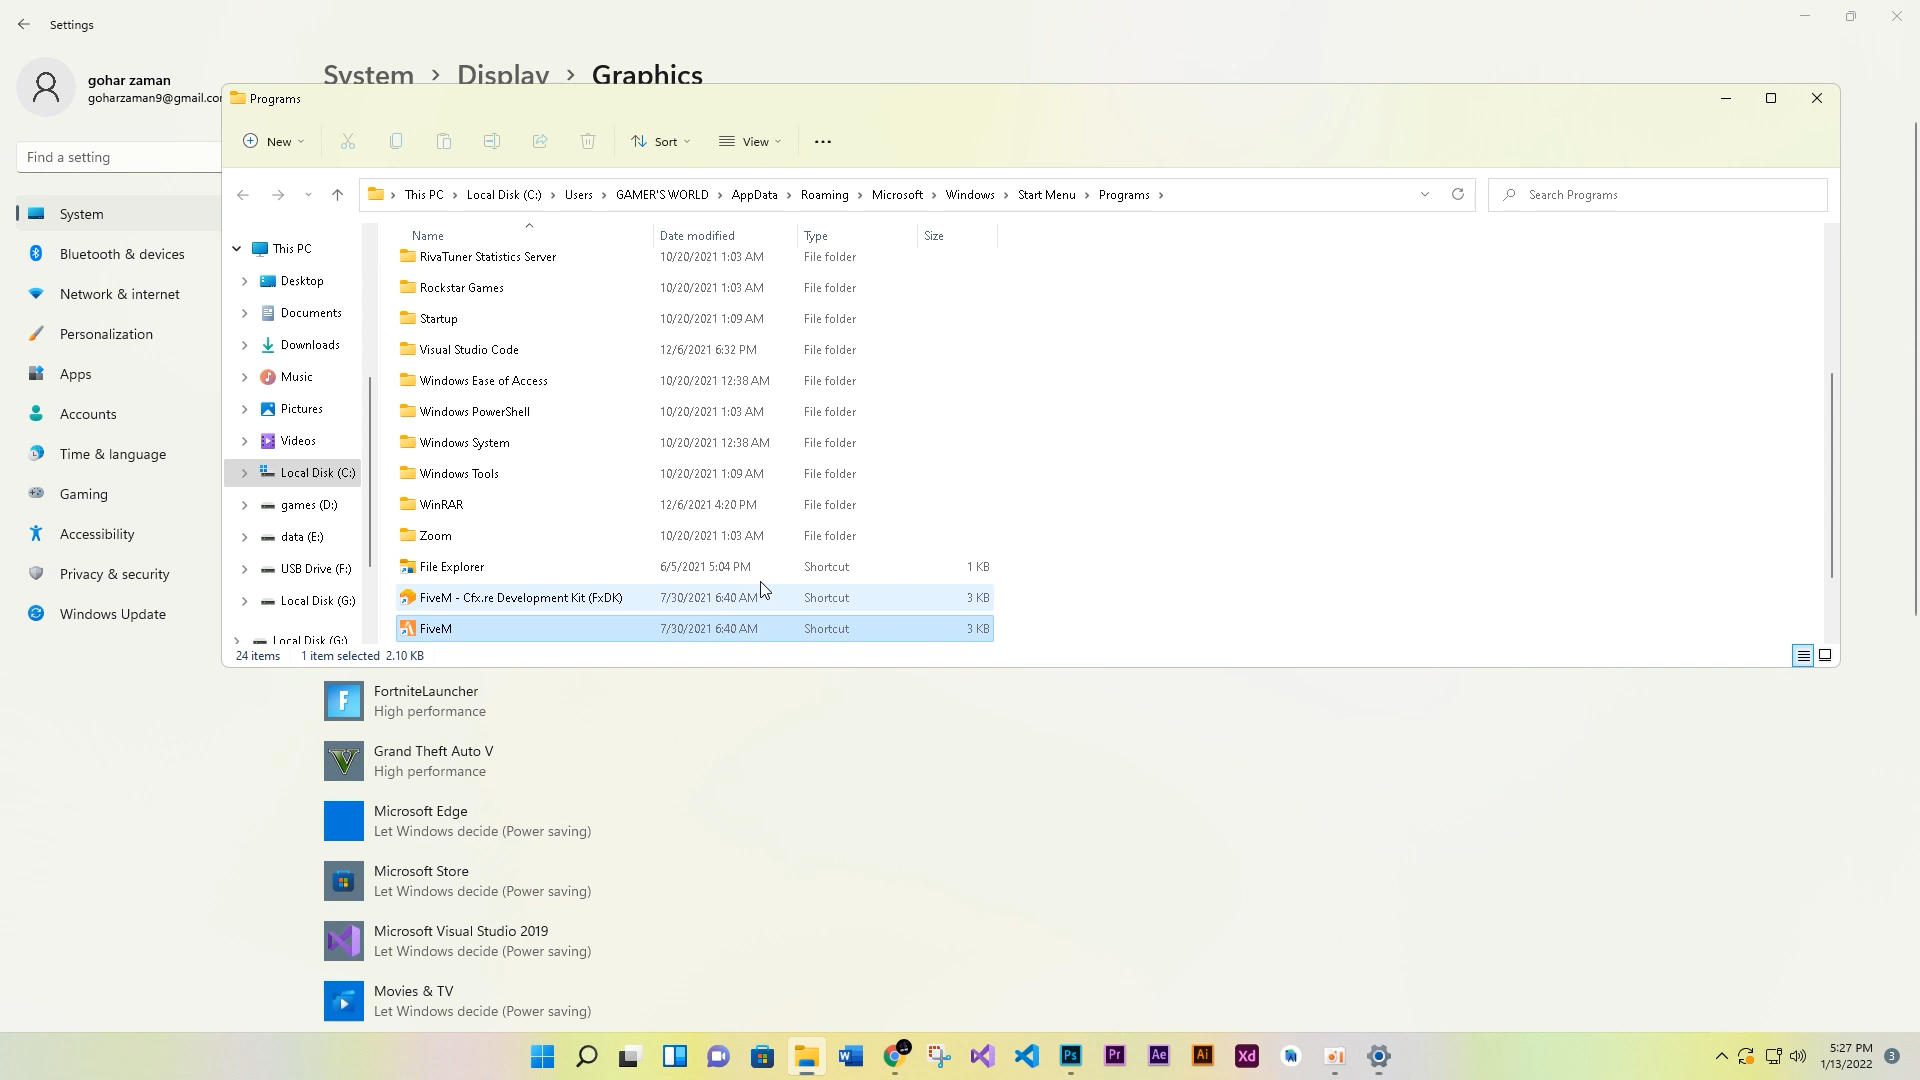 Settings
gohar zaman
goharzaman9@gmail.co
Find a setting
System
Bluetooth & devices
Network & internet
Personalization
Apps
Accounts
Time & language
Gaming
Accessibility
Privacy & security
Windows Update
System > Display > Graphics
Programs
New
Sort
View
This PC > Local Disk (C:) > Users > GAMER'S WORLD > AppData > Roaming > Microsoft > Windows > Start Menu > Programs >
Search Programs
This PC
Desktop
Documents
Downloads
Music
Pictures
Videos
Local Disk (C:)
games (D:)
data (E:)
USB Drive (F:)
Local Disk (G:)
Local Disk (G:)
Name Date modified Type Size
RivaTuner Statistics Server 10/20/2021 1:03 AM File folder
Rockstar Games 10/20/2021 1:03 AM File folder
Startup 10/20/2021 1:09 AM File folder
Visual Studio Code 12/6/2021 6:32 PM File folder
Windows Ease of Access 10/20/2021 12:38 AM File folder
Windows PowerShell 10/20/2021 1:03 AM File folder
Windows System 10/20/2021 12:38 AM File folder
Windows Tools 10/20/2021 1:09 AM File folder
WinRAR 12/6/2021 4:20 PM File folder
Zoom 10/20/2021 1:03 AM File folder
File Explorer 6/5/2021 5:04 PM Shortcut 1 KB
FiveM - Cfx.re Development Kit (FxDK) 7/30/2021 6:40 AM Shortcut 3 KB
FiveM 7/30/2021 6:40 AM Shortcut 3 KB
24 items 1 item selected 2.10 KB
FortniteLauncher
High performance
Grand Theft Auto V
High performance
Microsoft Edge
Let Windows decide (Power saving)
Microsoft Store
Let Windows decide (Power saving)
Microsoft Visual Studio 2019
Let Windows decide (Power saving)
Movies & TV
Let Windows decide (Power saving)
Ps
Pr
Ae
Ai
Xd
5:27 PM
1/13/2022
3